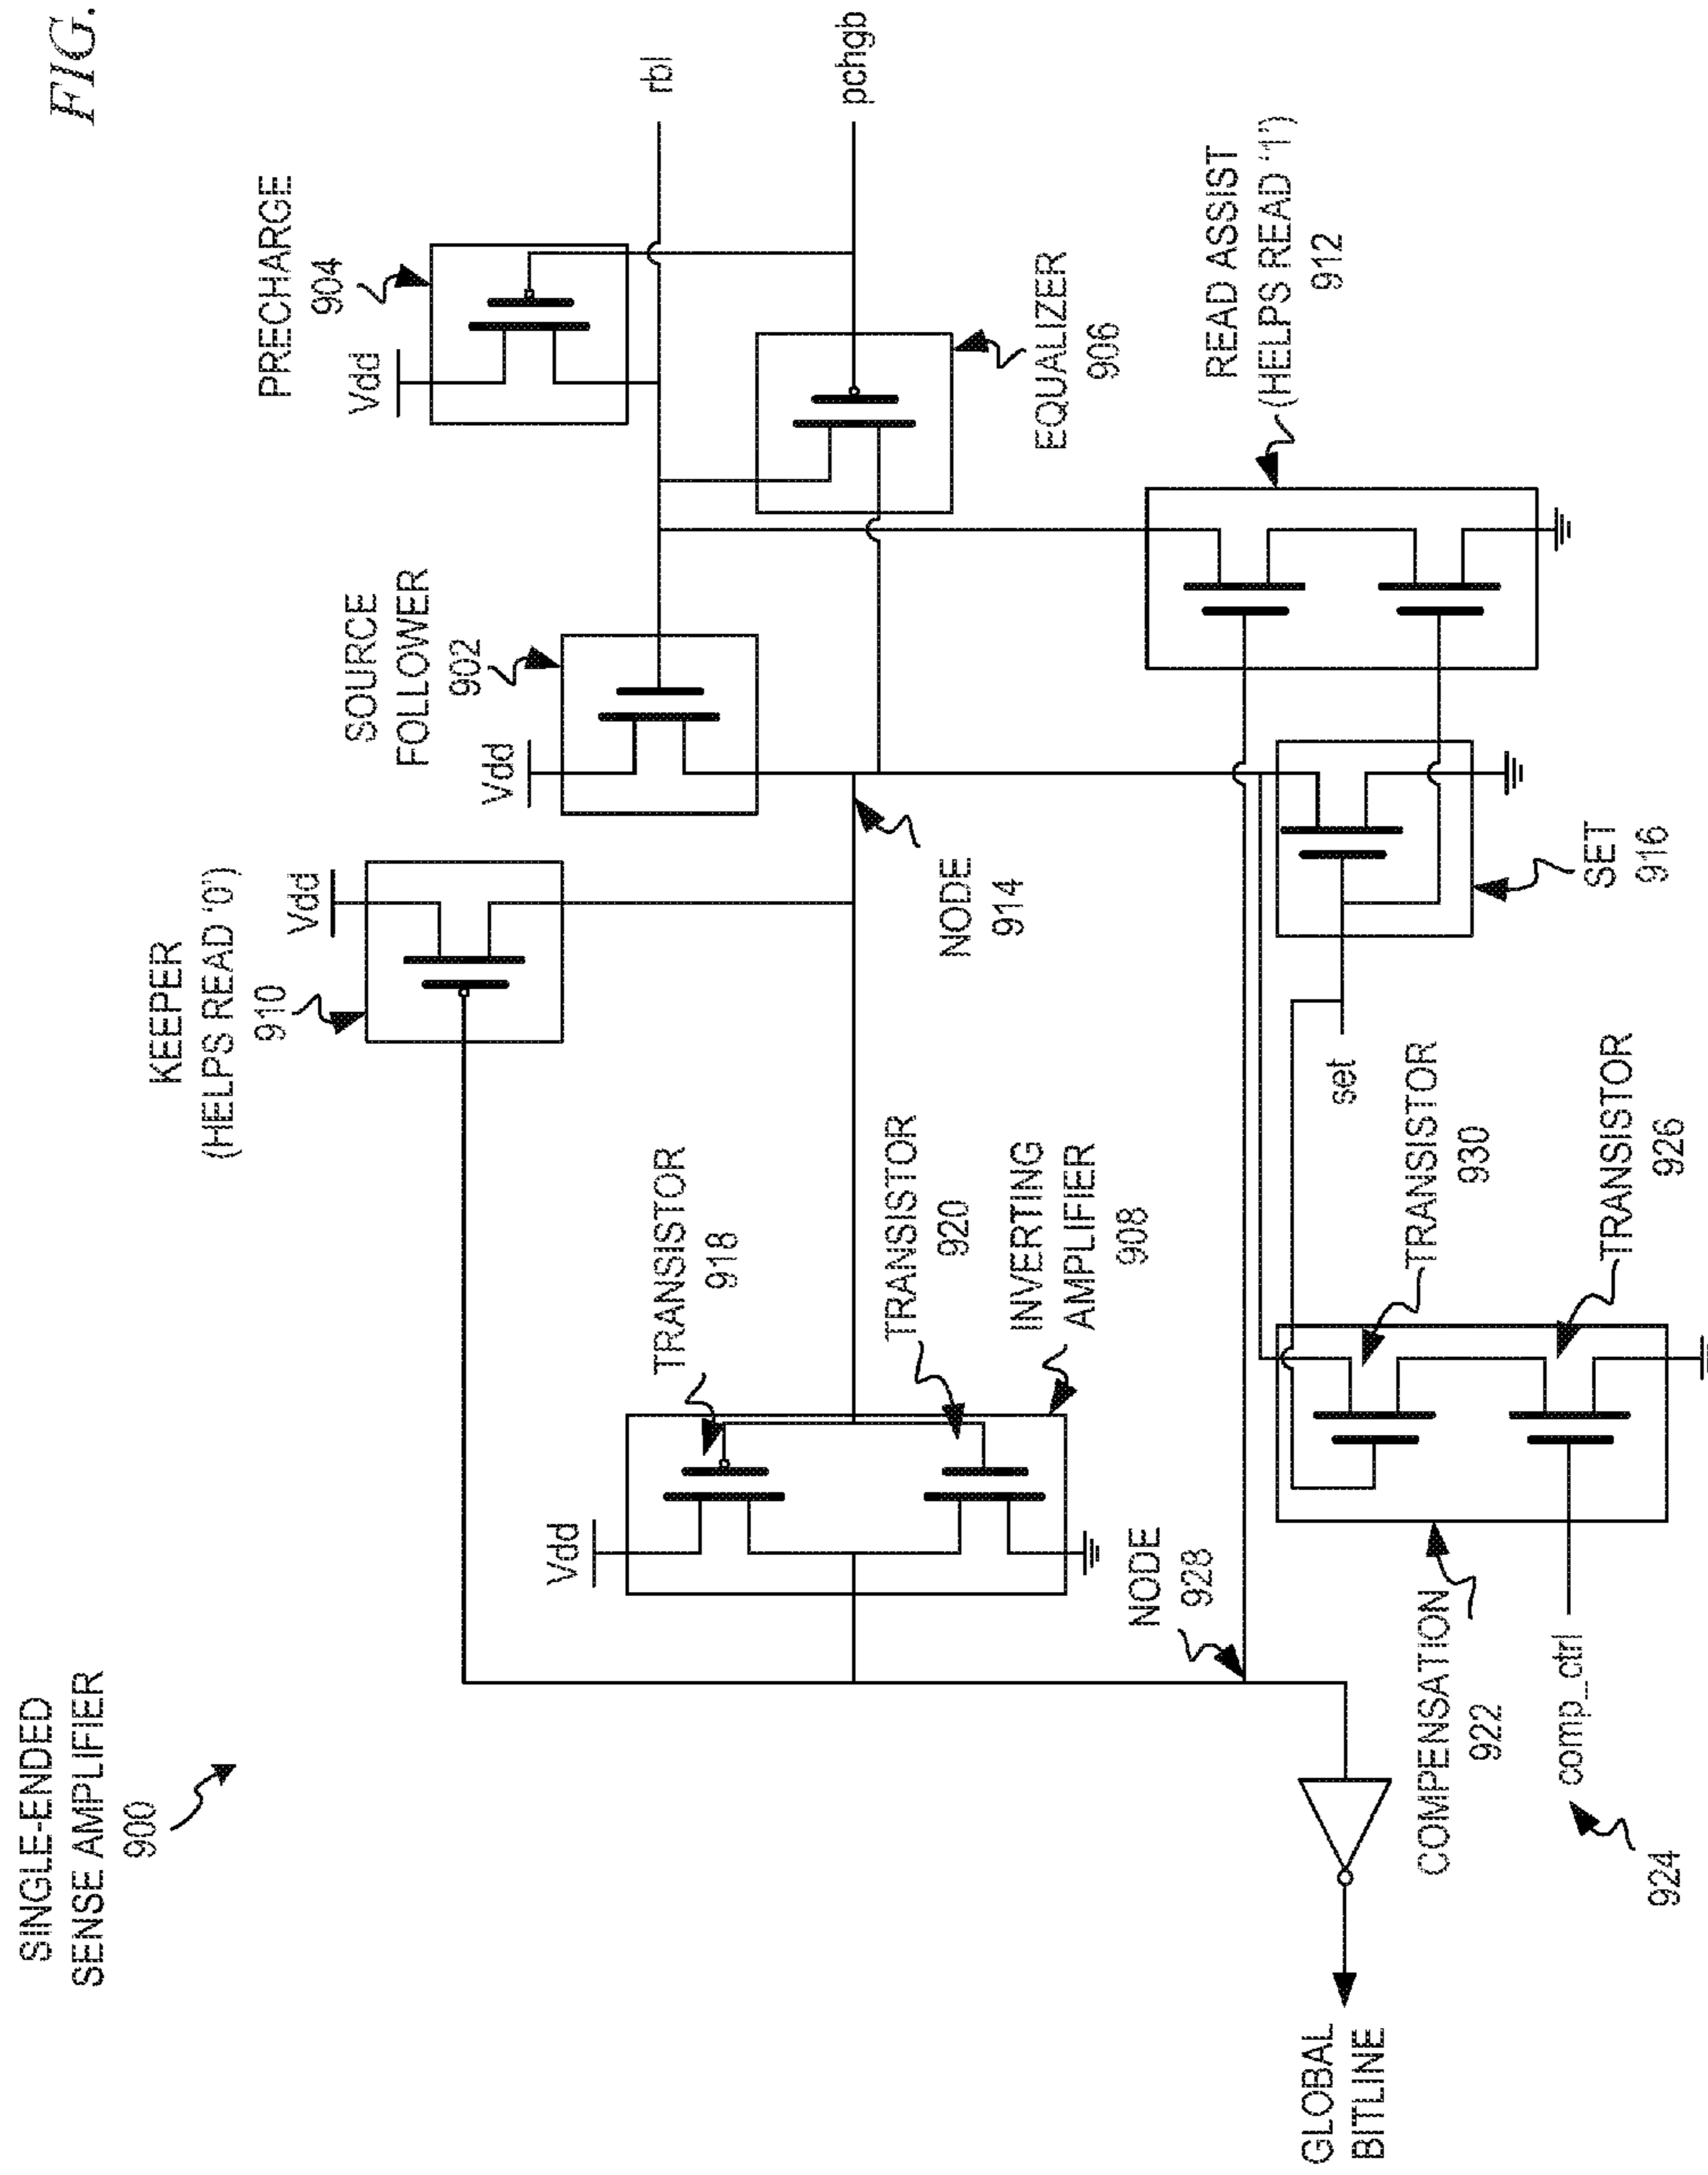 FIG.
SINGLE-ENDED
SENSE AMPLIFIER
900
KEEPER
(HELPS READ '0')
910
Vdd
SOURCE
FOLLOWER
902
Vdd
PRECHARGE
904
Vdd
rbl
pchgb
EQUALIZER
906
READ ASSIST
(HELPS READ '1')
912
NODE
914
TRANSISTOR
918
TRANSISTOR
920
INVERTING
AMPLIFIER
908
Vdd
NODE
928
set
SET
916
TRANSISTOR
930
TRANSISTOR
926
COMPENSATION
922
comp_ctrl
924
GLOBAL
BITLINE